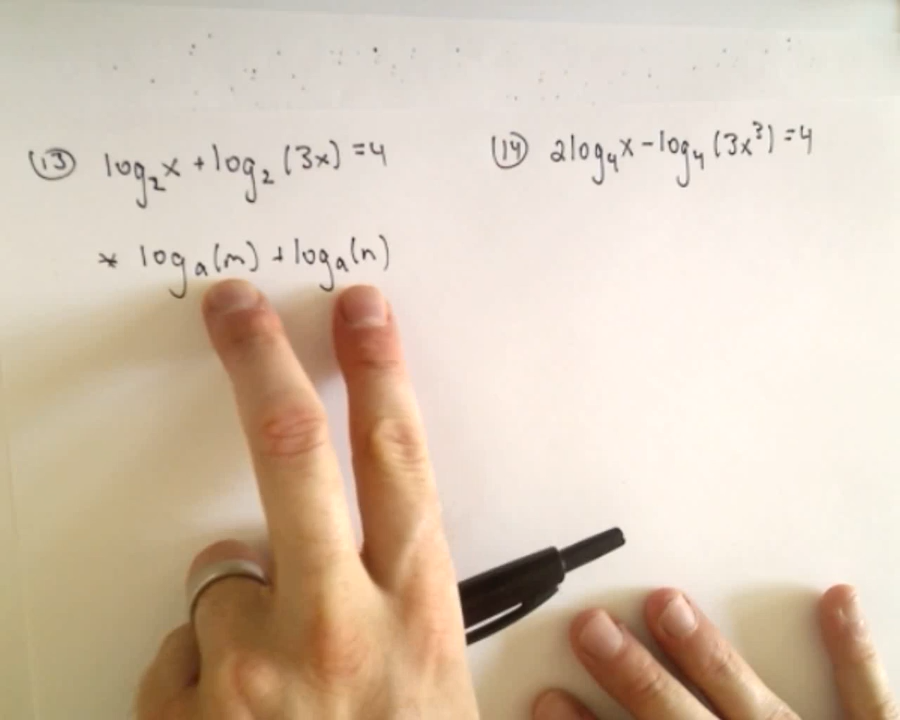 (13) log₂x + log₂(3x) = 4
* logₐ(m) + logₐ(n)
(14) 2log₄x - log₄(3x³) = 4